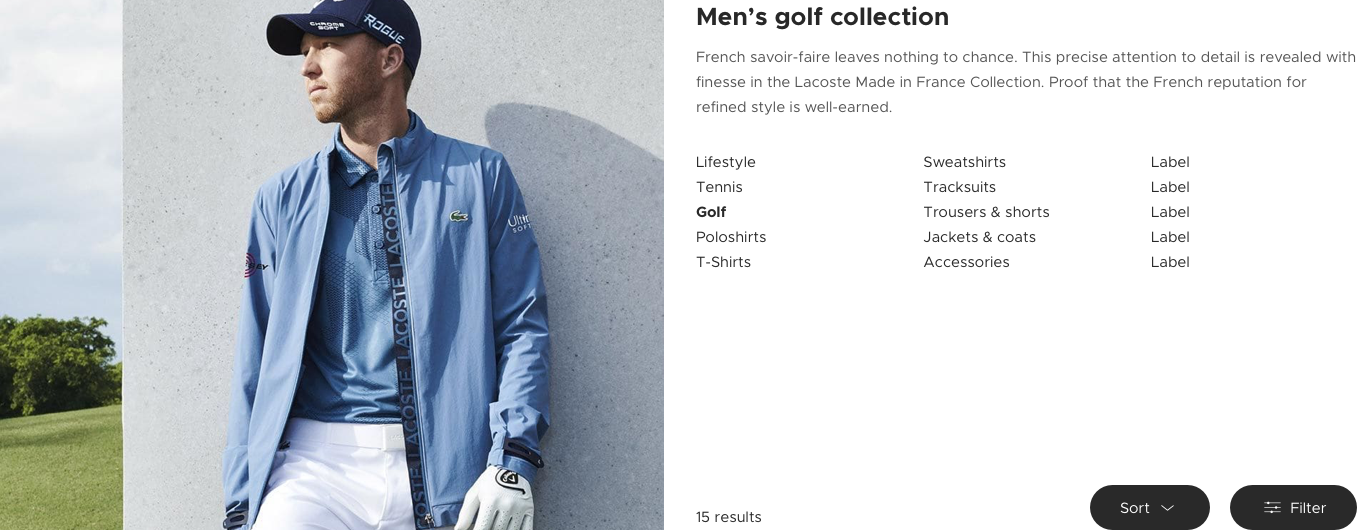 CHROME
SOFT
ROGUE
LACOSTE LACOSTE LACOSTE LACOSTE
SOFT
Men’s golf collection
French savoir-faire leaves nothing to chance. This precise attention to detail is revealed with
finesse in the Lacoste Made in France Collection. Proof that the French reputation for
refined style is well-earned.
Lifestyle
Tennis
Golf
Poloshirts
T-Shirts
Sweatshirts
Tracksuits
Trousers & shorts
Jackets & coats
Accessories
Label
Label
Label
Label
Label
15 results
Sort
Filter